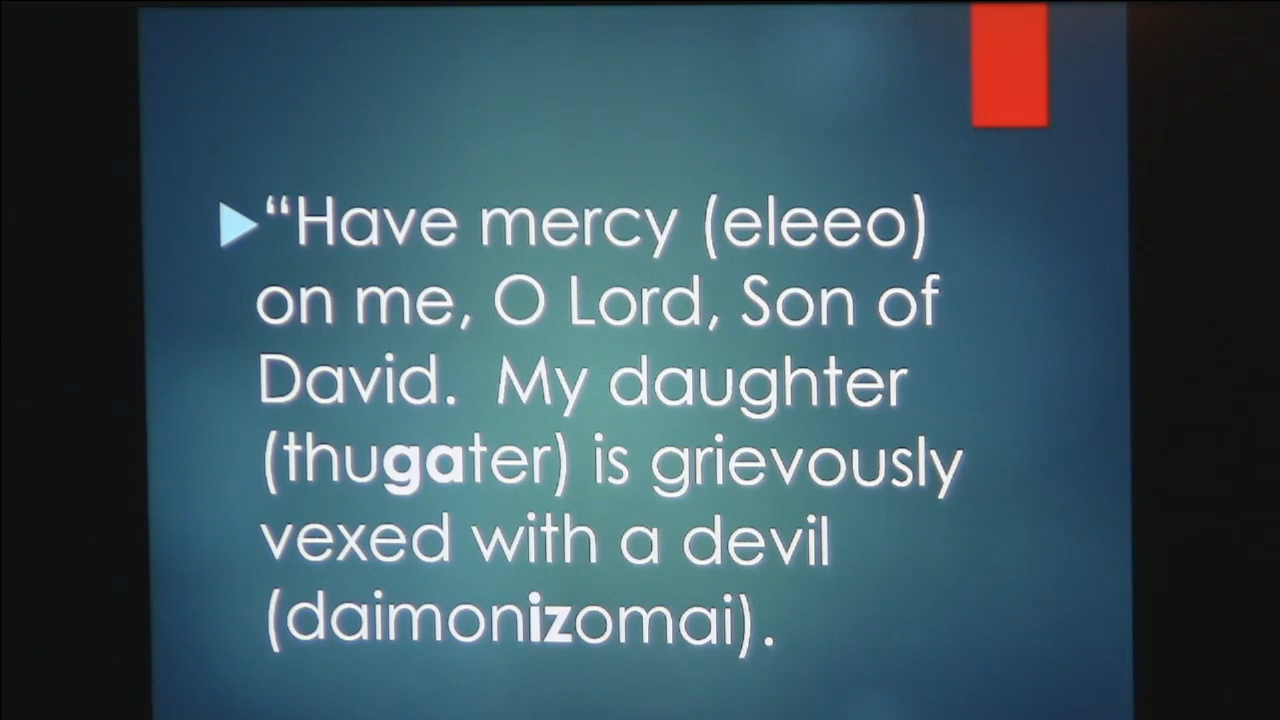 “Have mercy (eleeo)
on me, O Lord, Son of
David. My daughter
(thugater) is grievously
vexed with a devil
(daimonizomai).